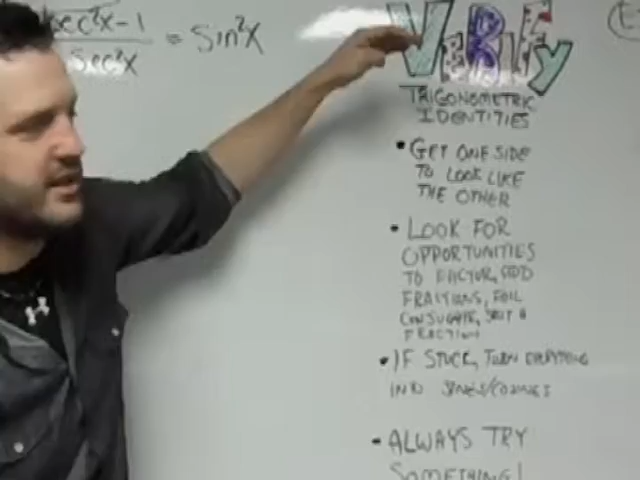 sec²x-1
sec²x
= sin²x
VERIFY
TRIGONOMETRIC
IDENTITIES
• GET ONE SIDE
TO LOOK LIKE
THE OTHER
• LOOK FOR
OPPORTUNITIES
TO FACTOR, ADD
FRACTIONS, FOIL
CONJUGATE, SPLIT A
FRACTION
• IF STUCK, TURN EVERYTHING
INTO SINES/COSINES
• ALWAYS TRY
SOMETHING!